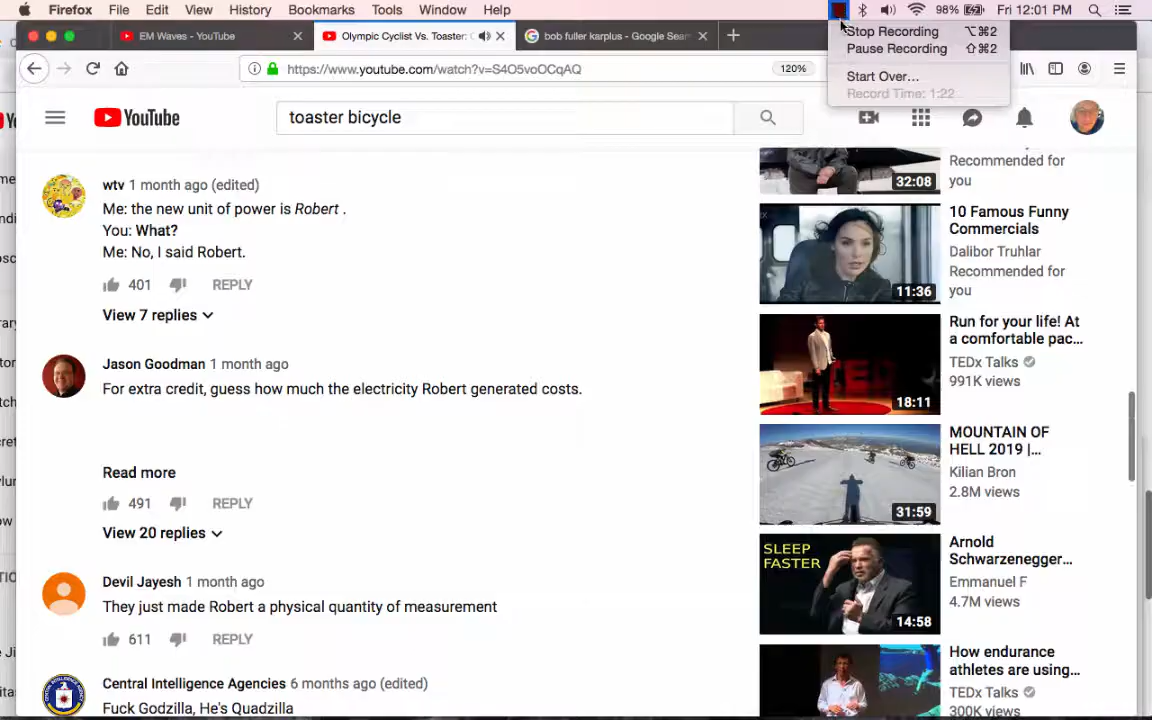 Firefox File Edit View History Bookmarks Tools Window Help 98% Fri 12:01 PM
EM Waves - YouTube
Olympic Cyclist Vs. Toaster: C
bob fuller karplus - Google Sear
https://www.youtube.com/watch?v=S4O5voOCqAQ
120%
Stop Recording ⌥⌘2
Pause Recording ⇧⌘2
Start Over...
Record Time: 1:22
YouTube
toaster bicycle
wtv 1 month ago (edited)
Me: the new unit of power is Robert .
You: What?
Me: No, I said Robert.
401 REPLY
View 7 replies
Jason Goodman 1 month ago
For extra credit, guess how much the electricity Robert generated costs.
Read more
491 REPLY
View 20 replies
Devil Jayesh 1 month ago
They just made Robert a physical quantity of measurement
611 REPLY
Central Intelligence Agencies 6 months ago (edited)
Fuck Godzilla, He's Quadzilla
32:08
Recommended for
you
11:36
10 Famous Funny
Commercials
Dalibor Truhlar
Recommended for
you
18:11
Run for your life! At
a comfortable pac...
TEDx Talks
991K views
31:59
MOUNTAIN OF
HELL 2019 |...
Kilian Bron
2.8M views
SLEEP
FASTER
14:58
Arnold
Schwarzenegger...
Emmanuel F
4.7M views
How endurance
athletes are using...
TEDx Talks
300K views